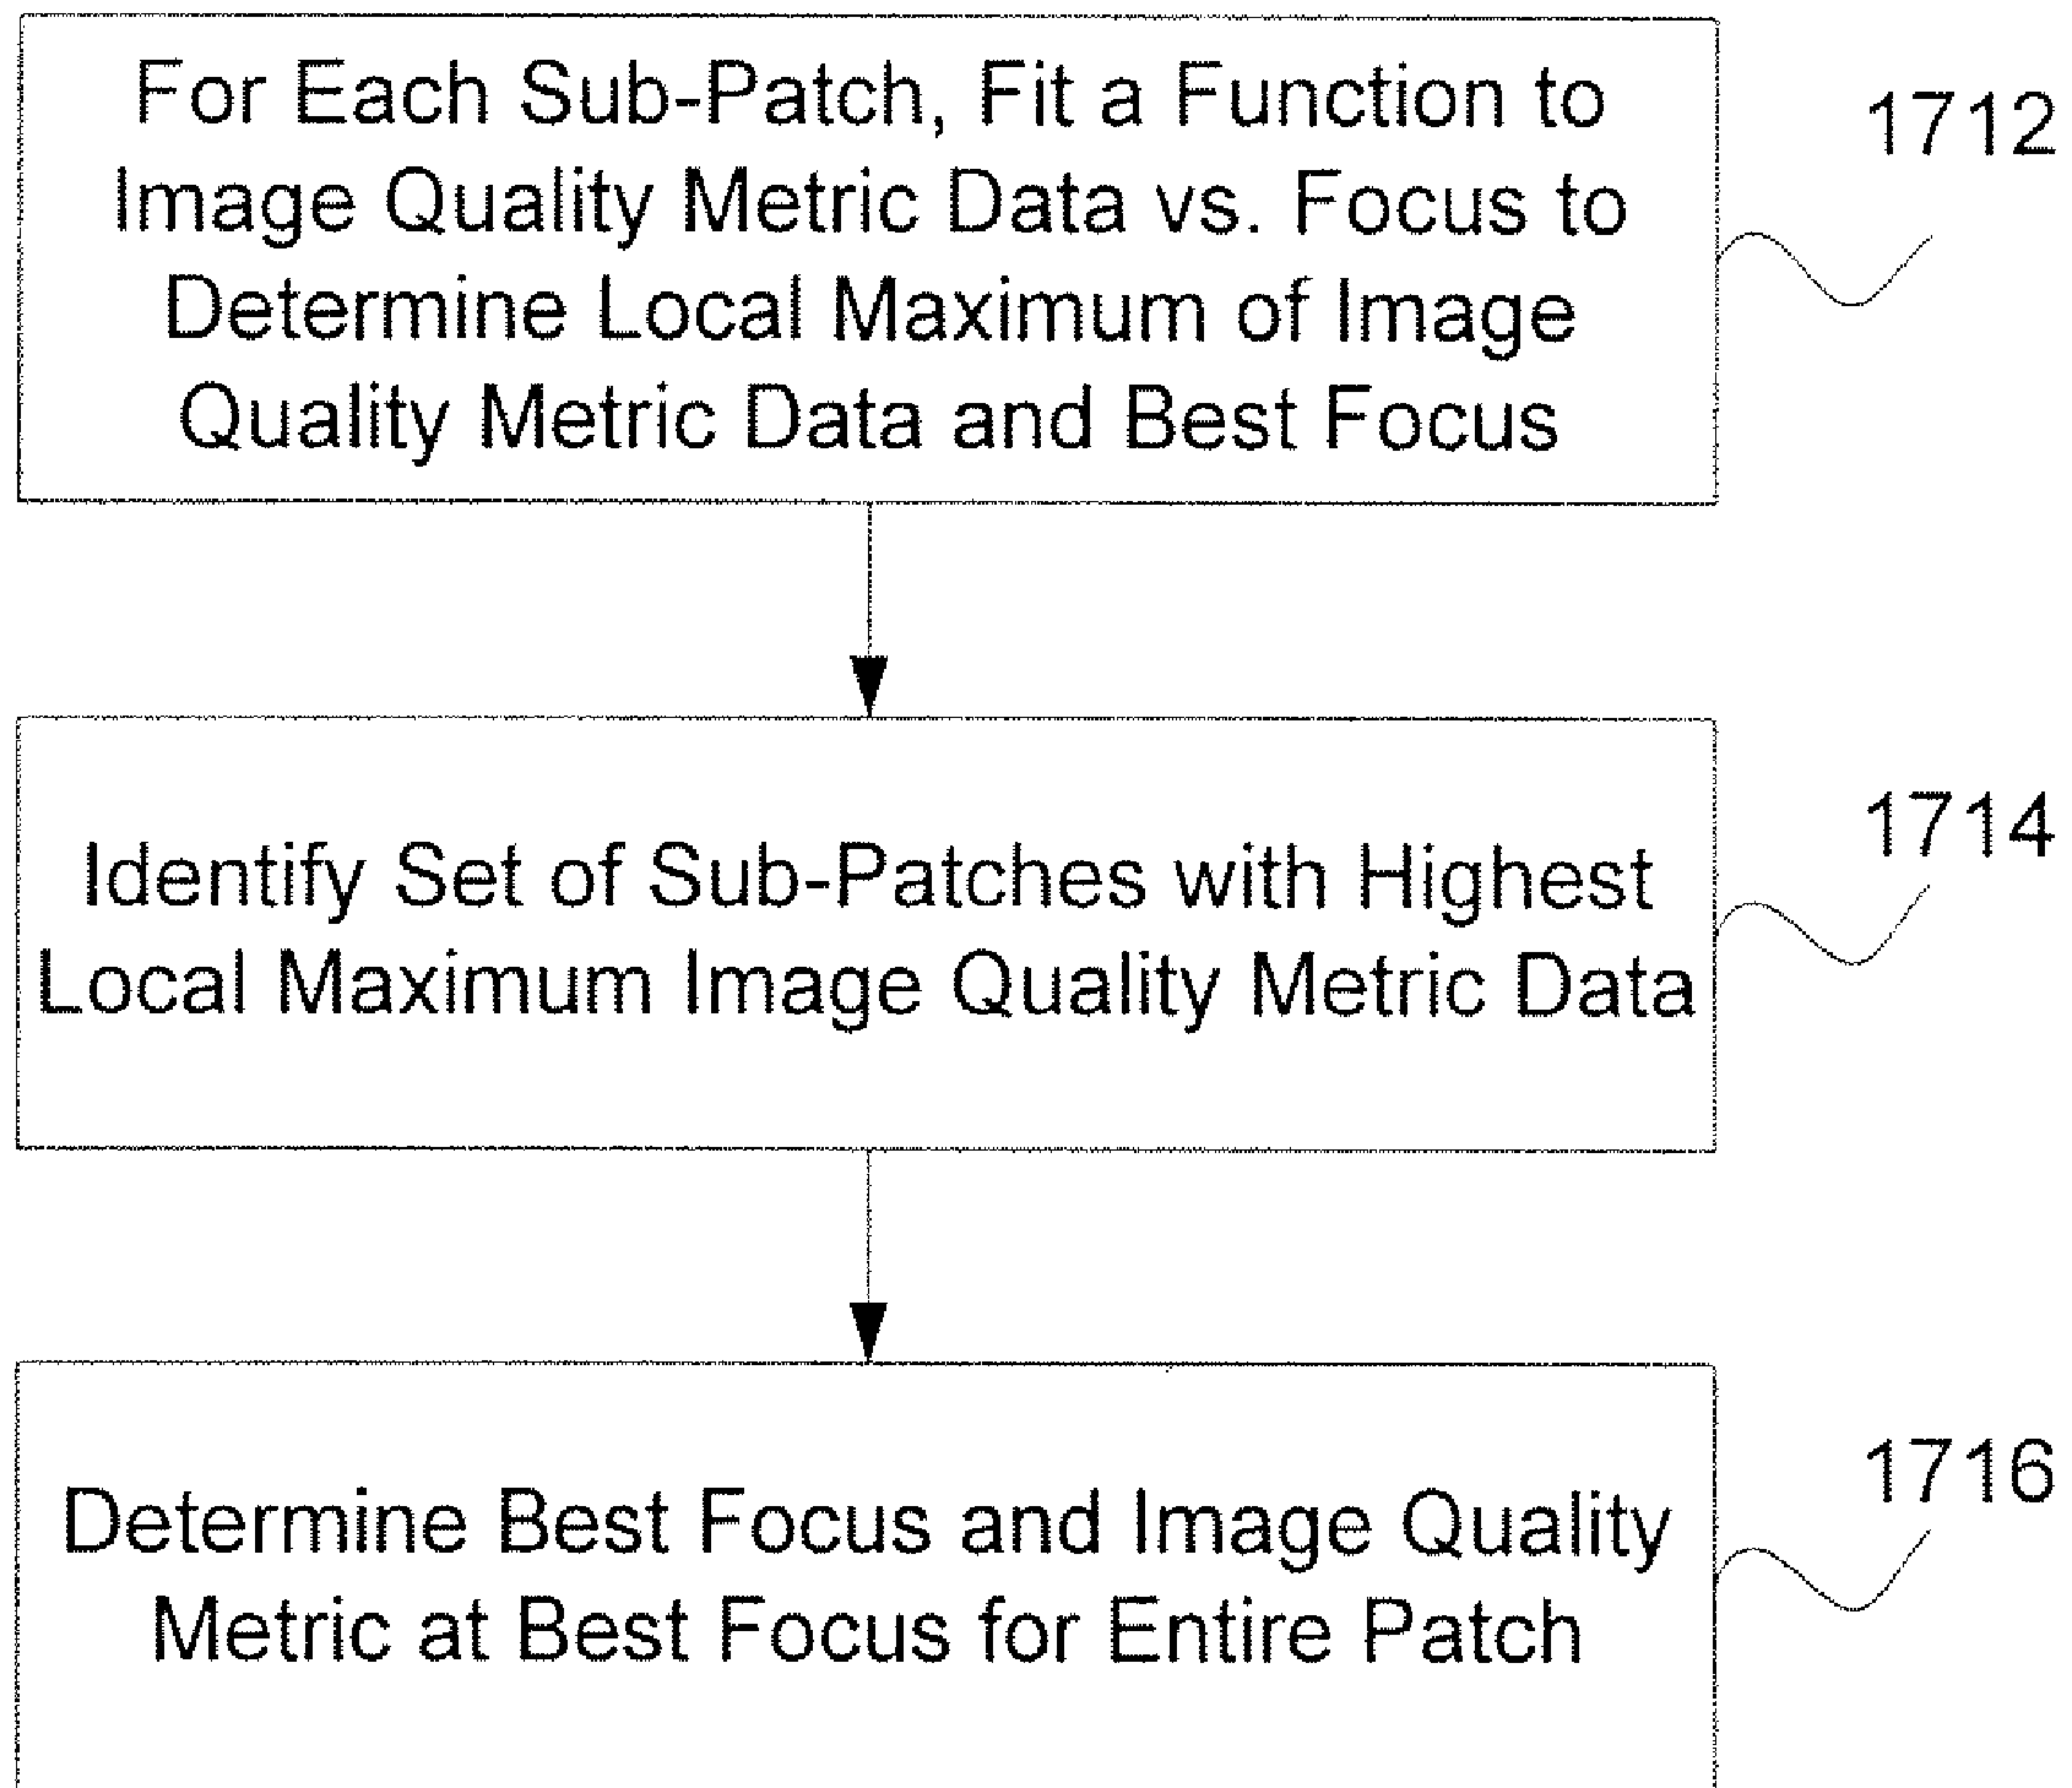 For Each Sub-Patch, Fit a Function to
Image Quality Metric Data vs. Focus to
Determine Local Maximum of Image
Quality Metric Data and Best Focus
1712
Identify Set of Sub-Patches with Highest
Local Maximum Image Quality Metric Data
1714
Determine Best Focus and Image Quality
Metric at Best Focus for Entire Patch
1716